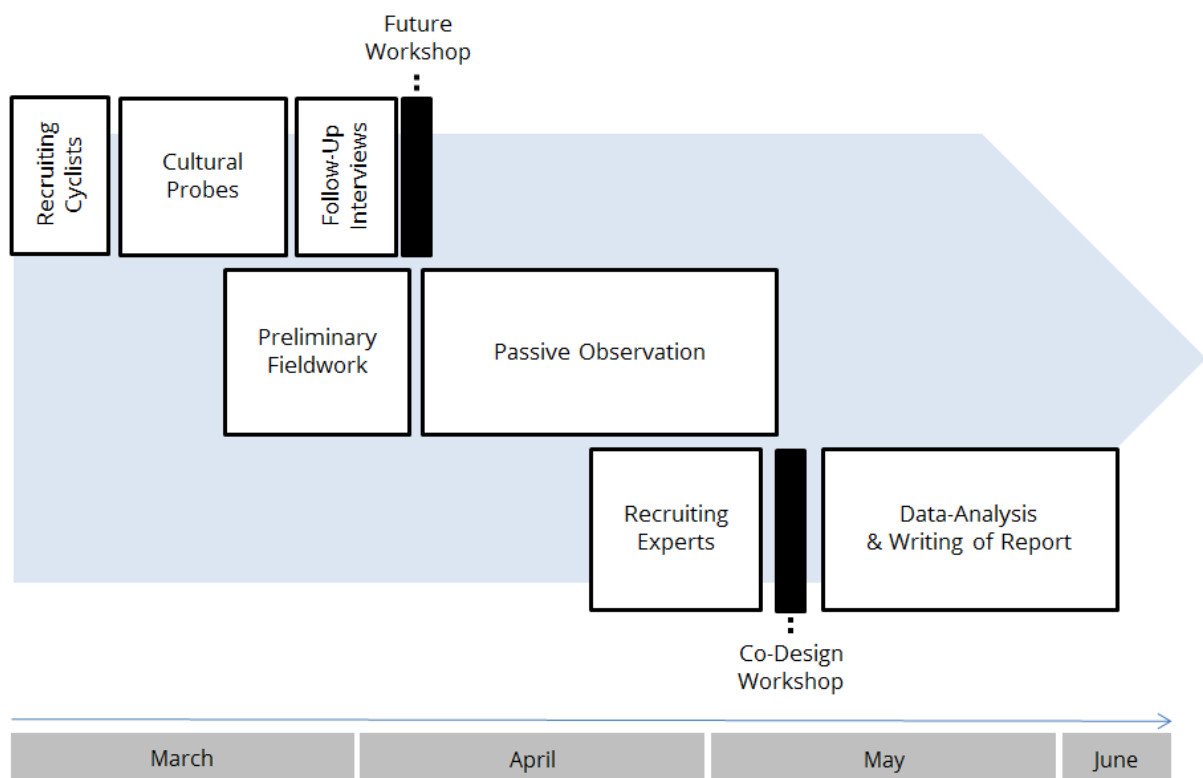 Future
Workshop
Recruiting
Cyclists
Cultural
Probes
Follow-Up
Interviews
Preliminary
Fieldwork
Passive Observation
Recruiting
Experts
Data-Analysis
& Writing of Report
Co-Design
Workshop
March
April
May
June